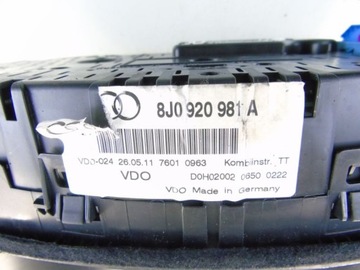 8J0 920 981 A
VDO-024 26.05.11 7601 0963 Kombiinstr. TT
VDO D0H02002 0650 0222
VDO Made in Germany